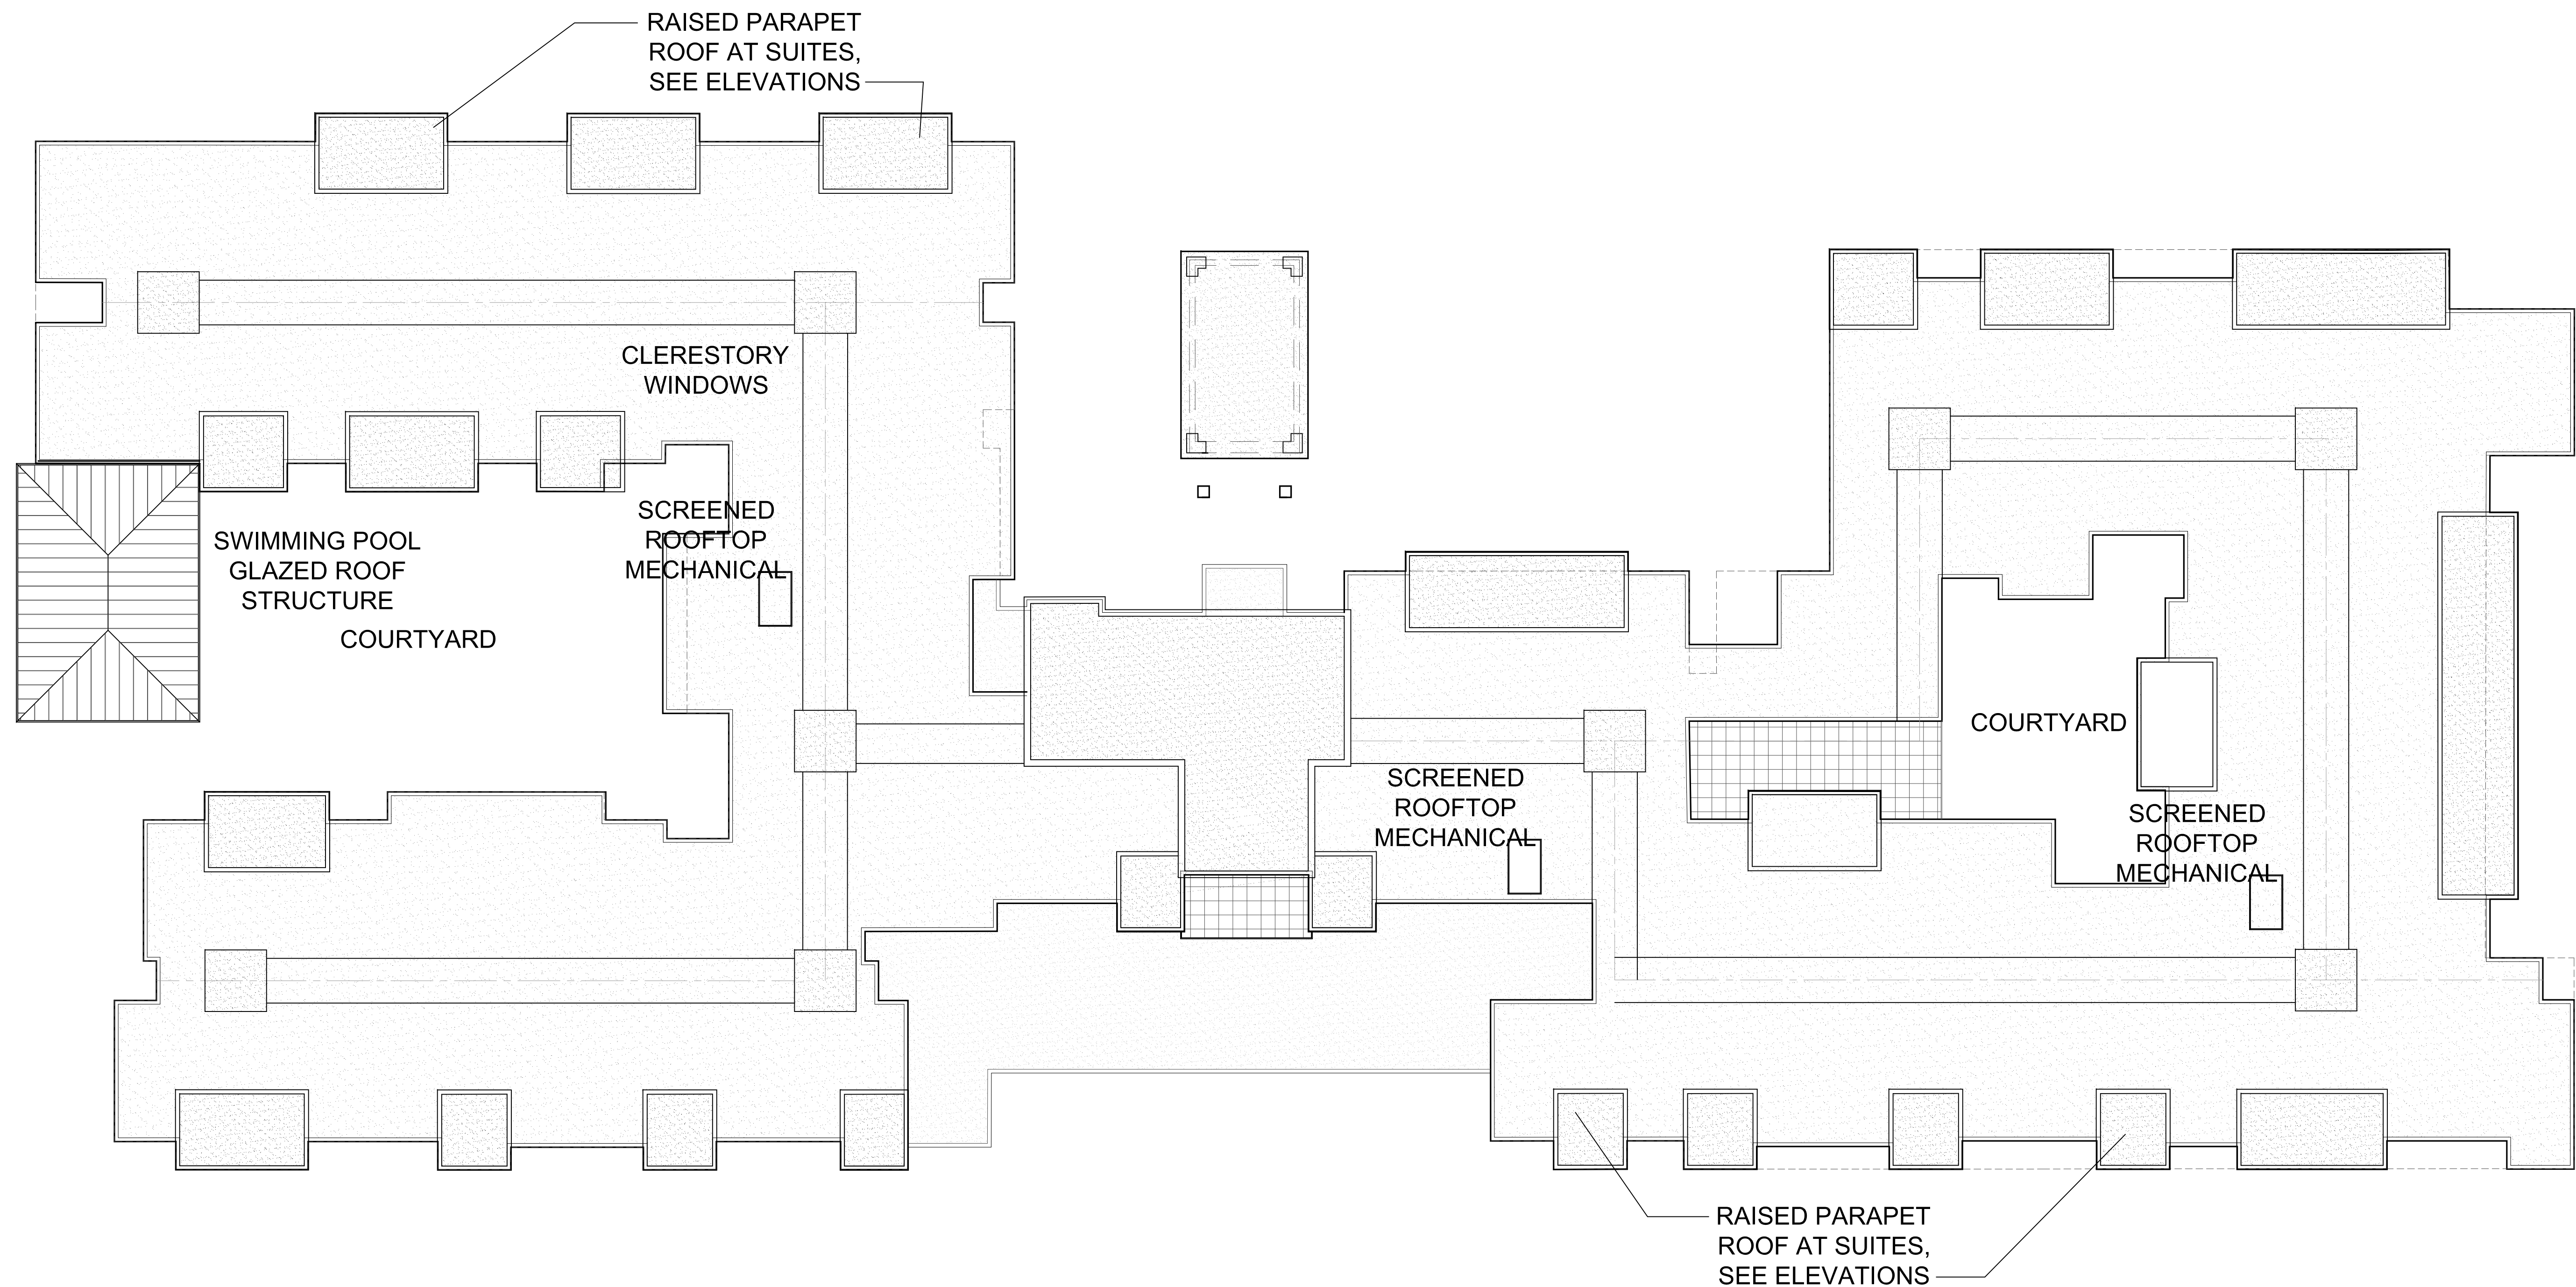 RAISED PARAPET
ROOF AT SUITES,
SEE ELEVATIONS
CLERESTORY
WINDOWS
SCREENED
ROOFTOP
MECHANICAL
SWIMMING POOL
GLAZED ROOF
STRUCTURE
COURTYARD
SCREENED
ROOFTOP
MECHANICAL
COURTYARD
SCREENED
ROOFTOP
MECHANICAL
RAISED PARAPET
ROOF AT SUITES,
SEE ELEVATIONS